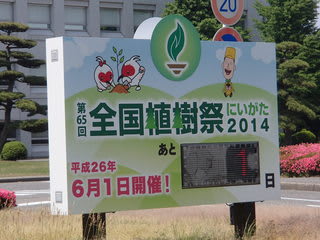 20
第65回
全国植樹祭
にいがた
2014
平成26年
6月1日開催！
あと
日